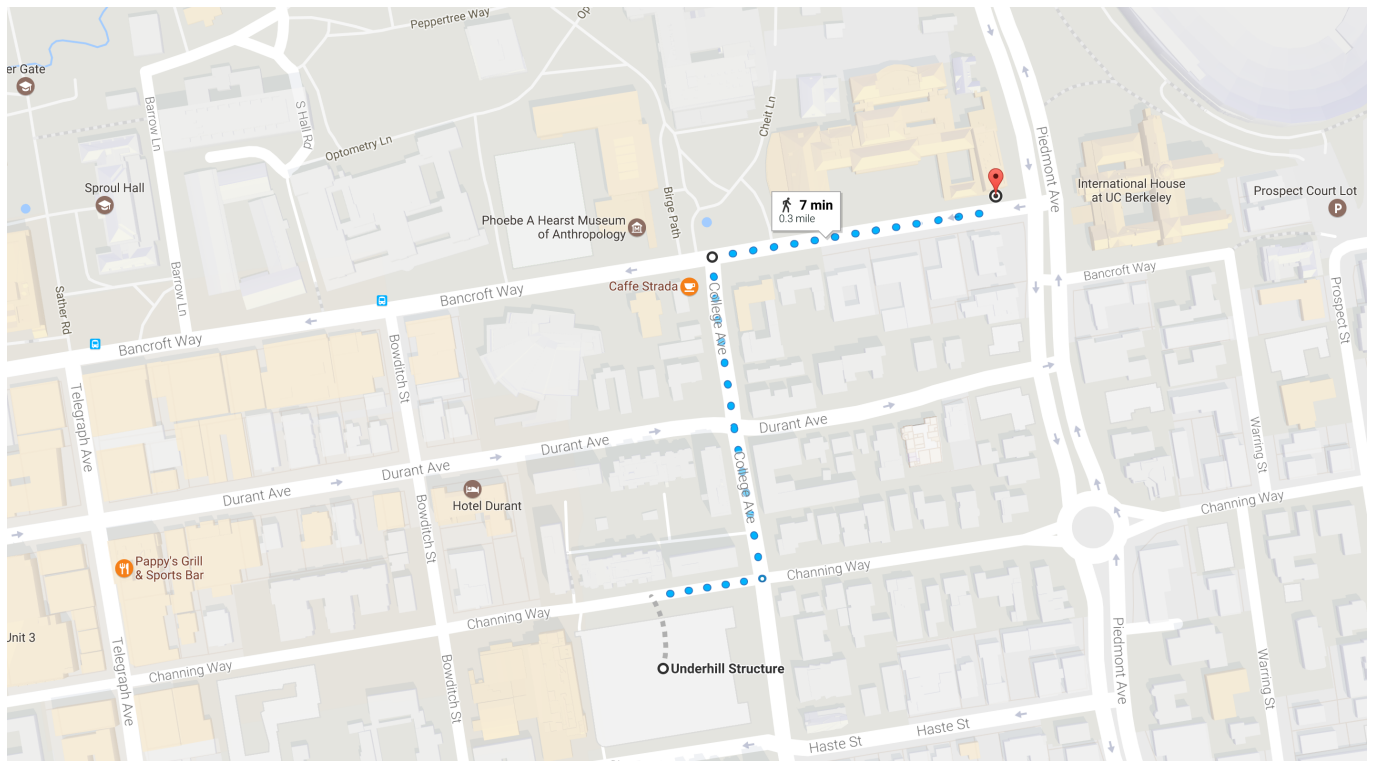 Peppertree Way
Op
er Gate
Barrow Ln
S Hall Rd
Optometry Ln
Cheit Ln
Piedmont Ave
Sproul Hall
International House
at UC Berkeley
Prospect Court Lot
P
7 min
0.3 mile
Phoebe A Hearst Museum
of Anthropology
Birge Path
Barrow Ln
Sather Rd
Bancroft Way
Bancroft Way
Caffe Strada
Bancroft Way
College Ave
Prospect St
Bowditch St
Telegraph Ave
Durant Ave
Durant Ave
Durant Ave
Durant Ave
Warring St
College Ave
Hotel Durant
Channing Way
Bowditch St
Pappy's Grill
& Sports Bar
Channing Way
Channing Way
Unit 3
Channing Way
Telegraph Ave
Bowditch St
Underhill Structure
Piedmont Ave
Warring St
Haste St
Haste St